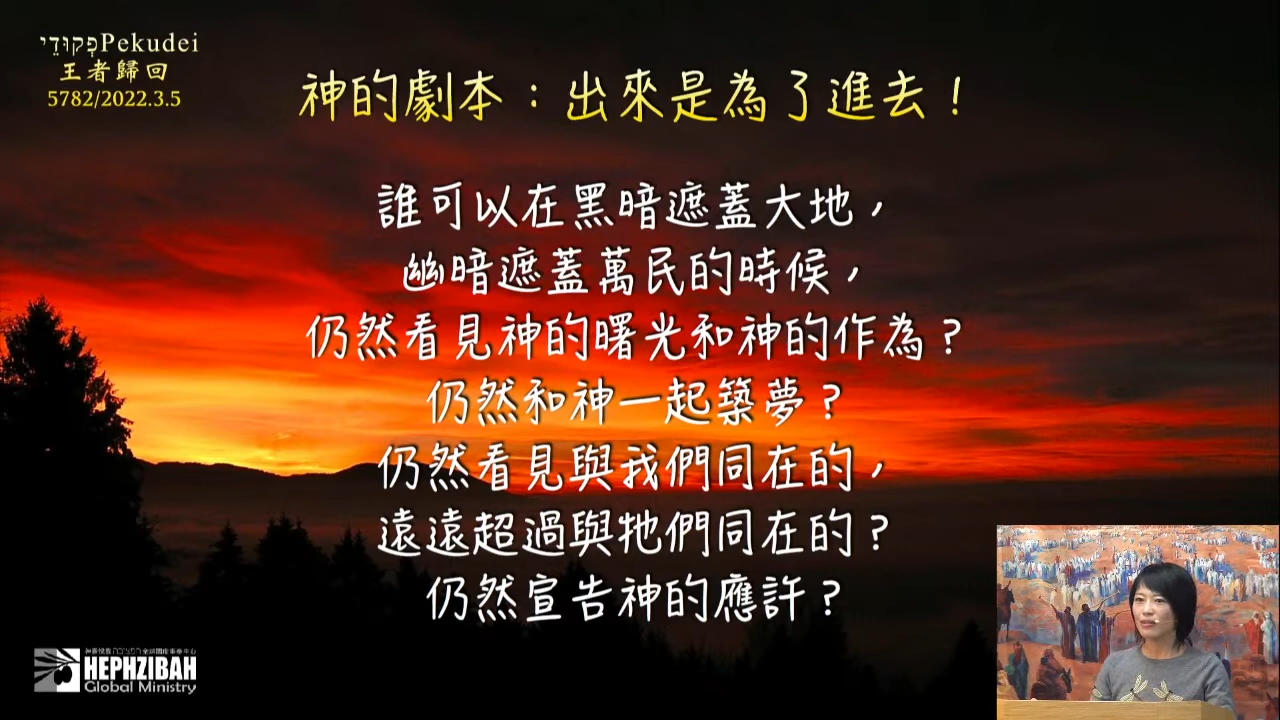 פְקוּדֵיPekudei
王者歸回
5782/2022.3.5
神的劇本：出來是為了進去！
誰可以在黑暗遮蓋大地，
幽暗遮蓋萬民的時候，
仍然看見神的曙光和神的作為？
仍然和神一起築夢？
仍然看見與我們同在的，
遠遠超過與牠們同在的？
仍然宣告神的應許？
HEPHZIBAH
Global Ministry